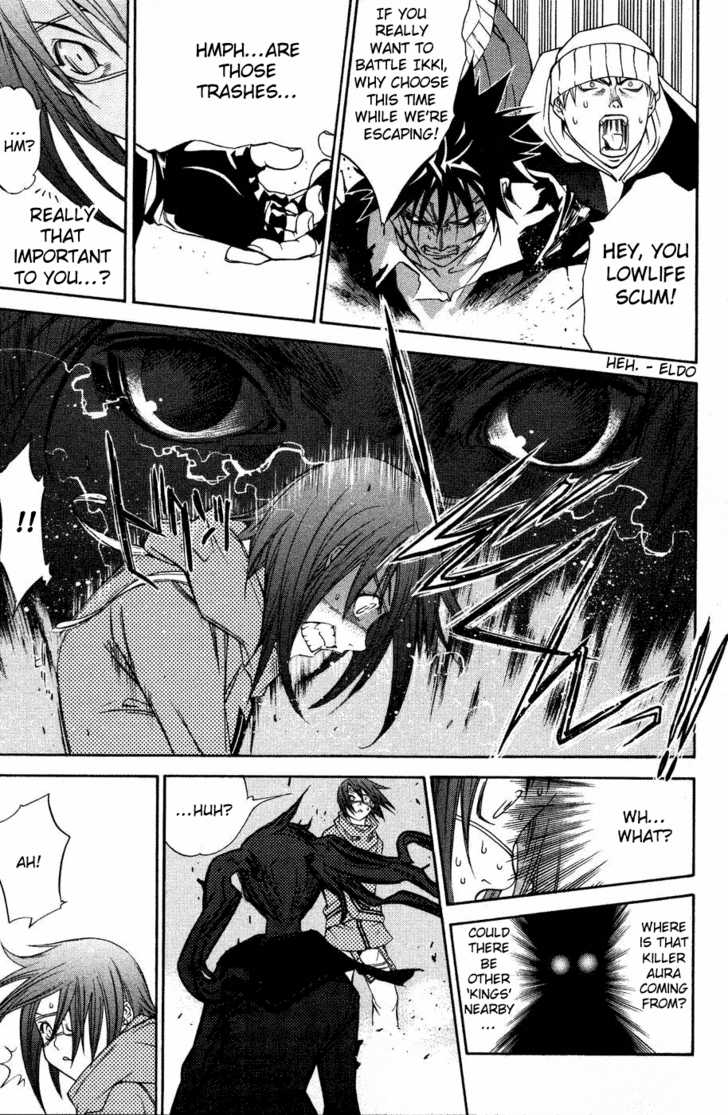 IF YOU
REALLY
WANT TO
BATTLE IKKI,
WHY CHOOSE
THIS TIME
WHILE WE'RE
ESCAPING!
HEY, YOU
LOWLIFE
SCUM!
HMPH...ARE
THOSE
TRASHES...
...
HM?
REALLY
THAT
IMPORTANT
TO YOU...?
HEH. - ELDO
!!
WH...
WHAT?
WHERE
IS THAT
KILLER
AURA
COMING
FROM?
COULD
THERE
BE
OTHER
'KINGS'
NEARBY
...
...HUH?
AH!